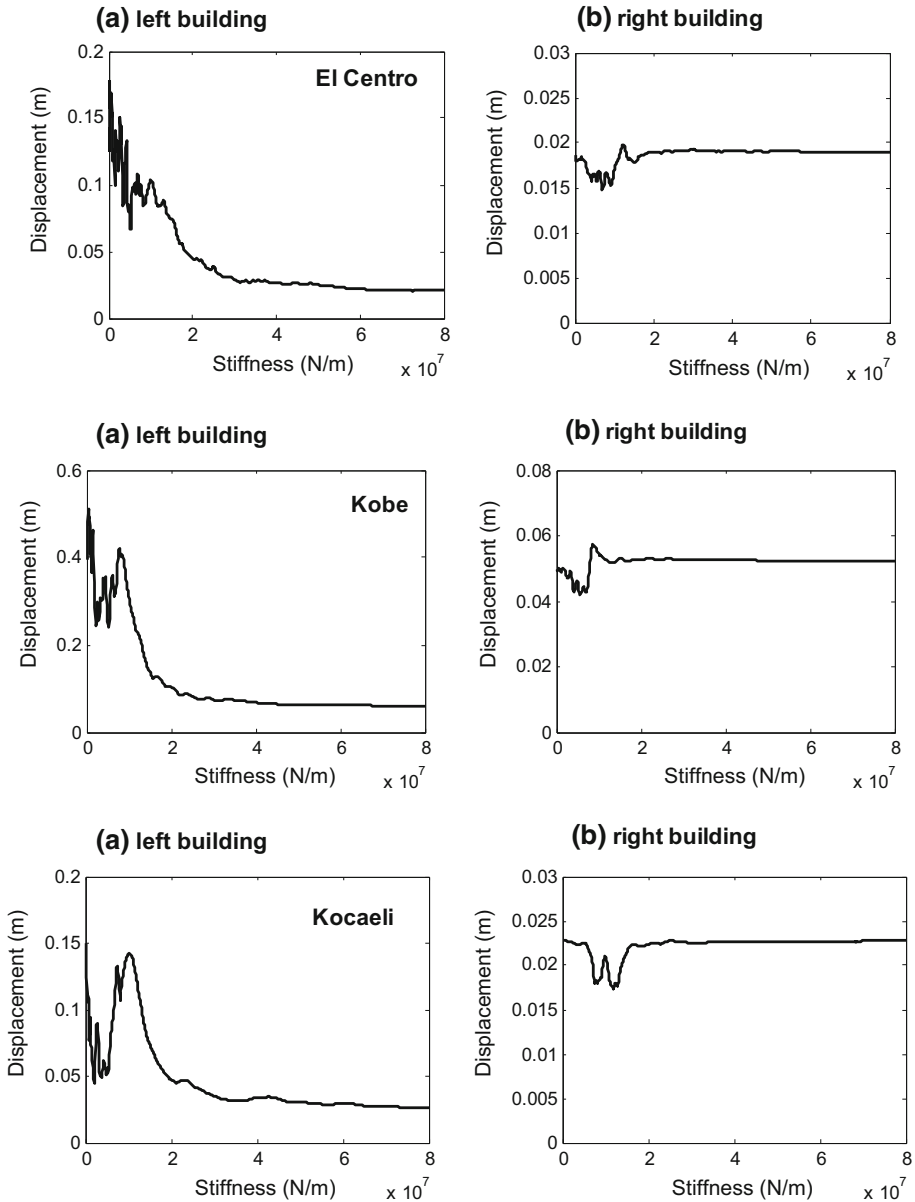 (a) left building
El Centro
Displacement (m)
0.2
0.15
0.1
0.05
0
0 2 4 6 8
Stiffness (N/m)
x 10^7
(b) right building
Displacement (m)
0.03
0.025
0.02
0.015
0.01
0.005
0
0 2 4 6 8
Stiffness (N/m)
x 10^7
(a) left building
Kobe
Displacement (m)
0.6
0.4
0.2
0
0 2 4 6 8
Stiffness (N/m)
x 10^7
(b) right building
Displacement (m)
0.08
0.06
0.04
0.02
0
0 2 4 6 8
Stiffness (N/m)
x 10^7
(a) left building
Kocaeli
Displacement (m)
0.2
0.15
0.1
0.05
0
0 2 4 6 8
Stiffness (N/m)
x 10^7
(b) right building
Displacement (m)
0.03
0.025
0.02
0.015
0.01
0.005
0
0 2 4 6 8
Stiffness (N/m)
x 10^7